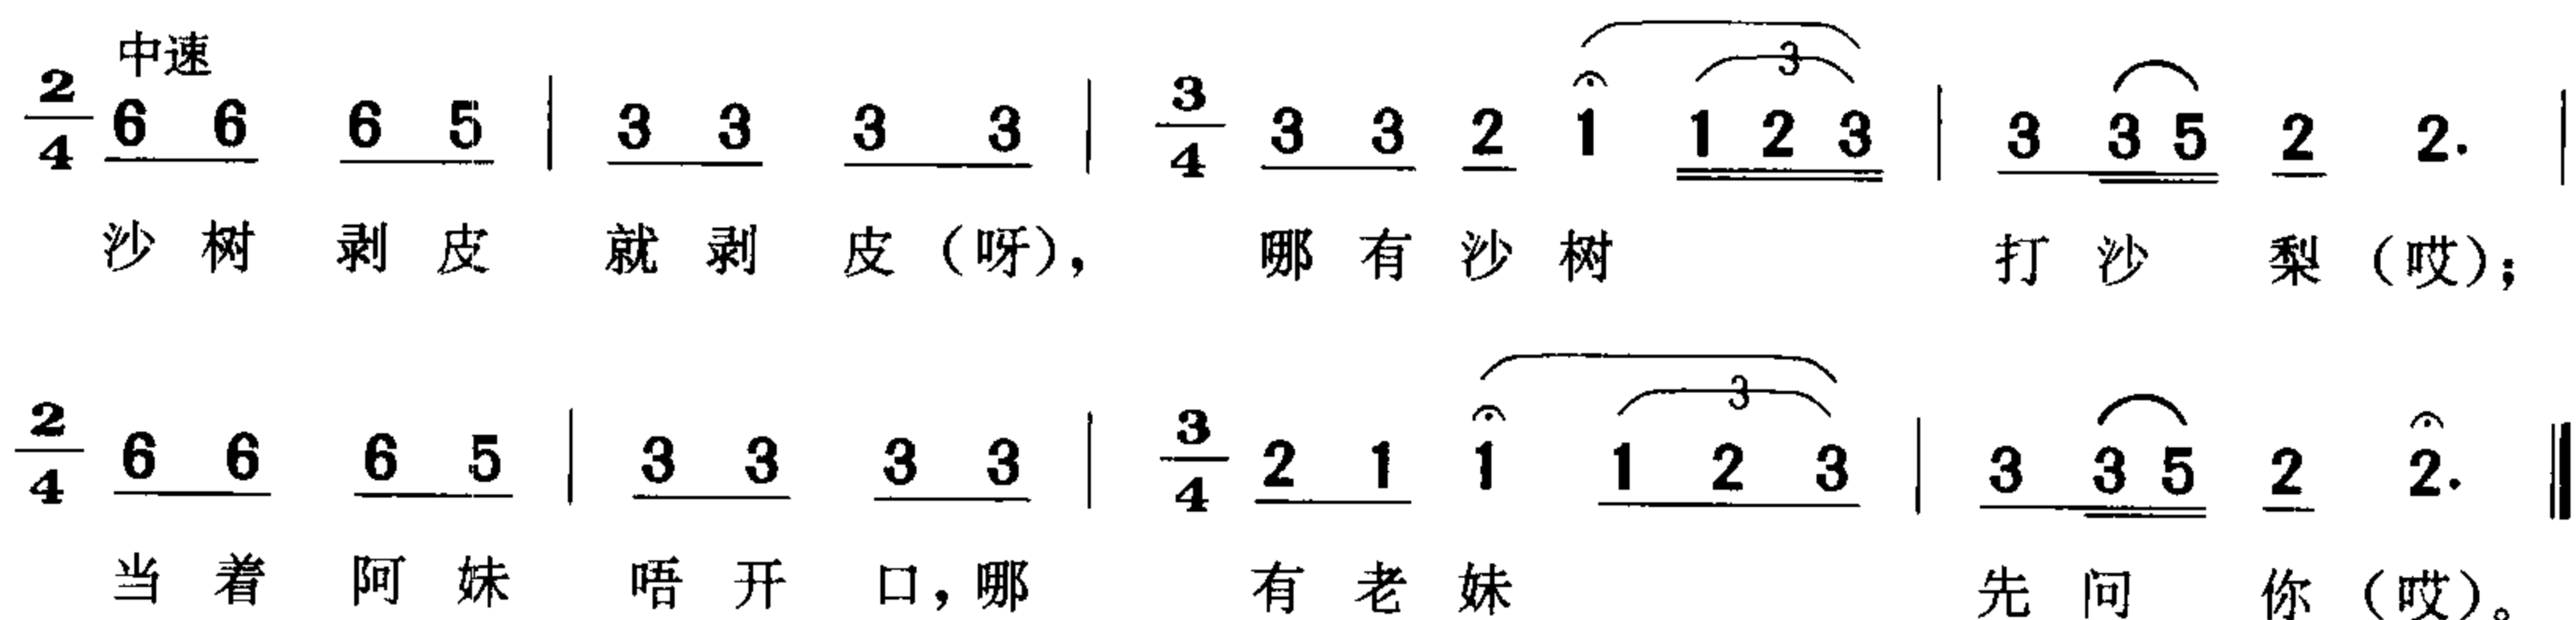 中速
2/4 6 6 6 5 | 3 3 3 3 | 3/4 3 3 2 1 1 2 3 | 3 3 5 2 2. |
沙 树 剥 皮 就 剥 皮（呀）， 哪 有 沙 树 打 沙 梨（哎）；
2/4 6 6 6 5 | 3 3 3 3 | 3/4 2 1 1 1 2 3 | 3 3 5 2 2. ‖
当 着 阿 妹 唔 开 口，哪 有 老 妹 先 问 你（哎）。